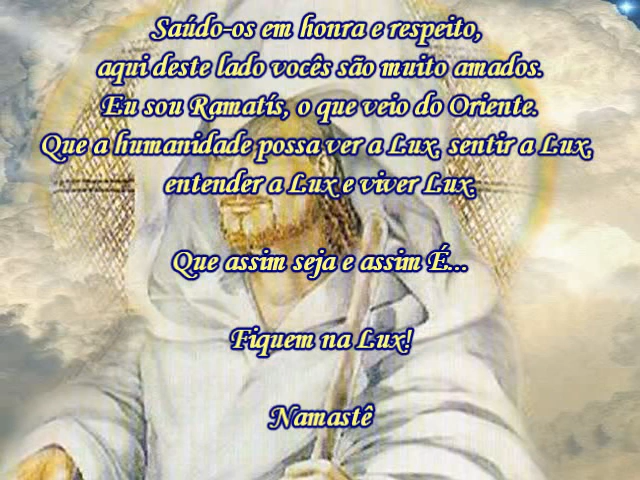 Saúdo-os em honra e respeito,
aqui deste lado vocês são muito amados.
Eu sou Ramatís, o que veio do Oriente.
Que a humanidade possa ver a Lux, sentir a Lux,
entender a Lux e viver Lux.
Que assim seja e assim É...
Fiquem na Lux!
Namastê